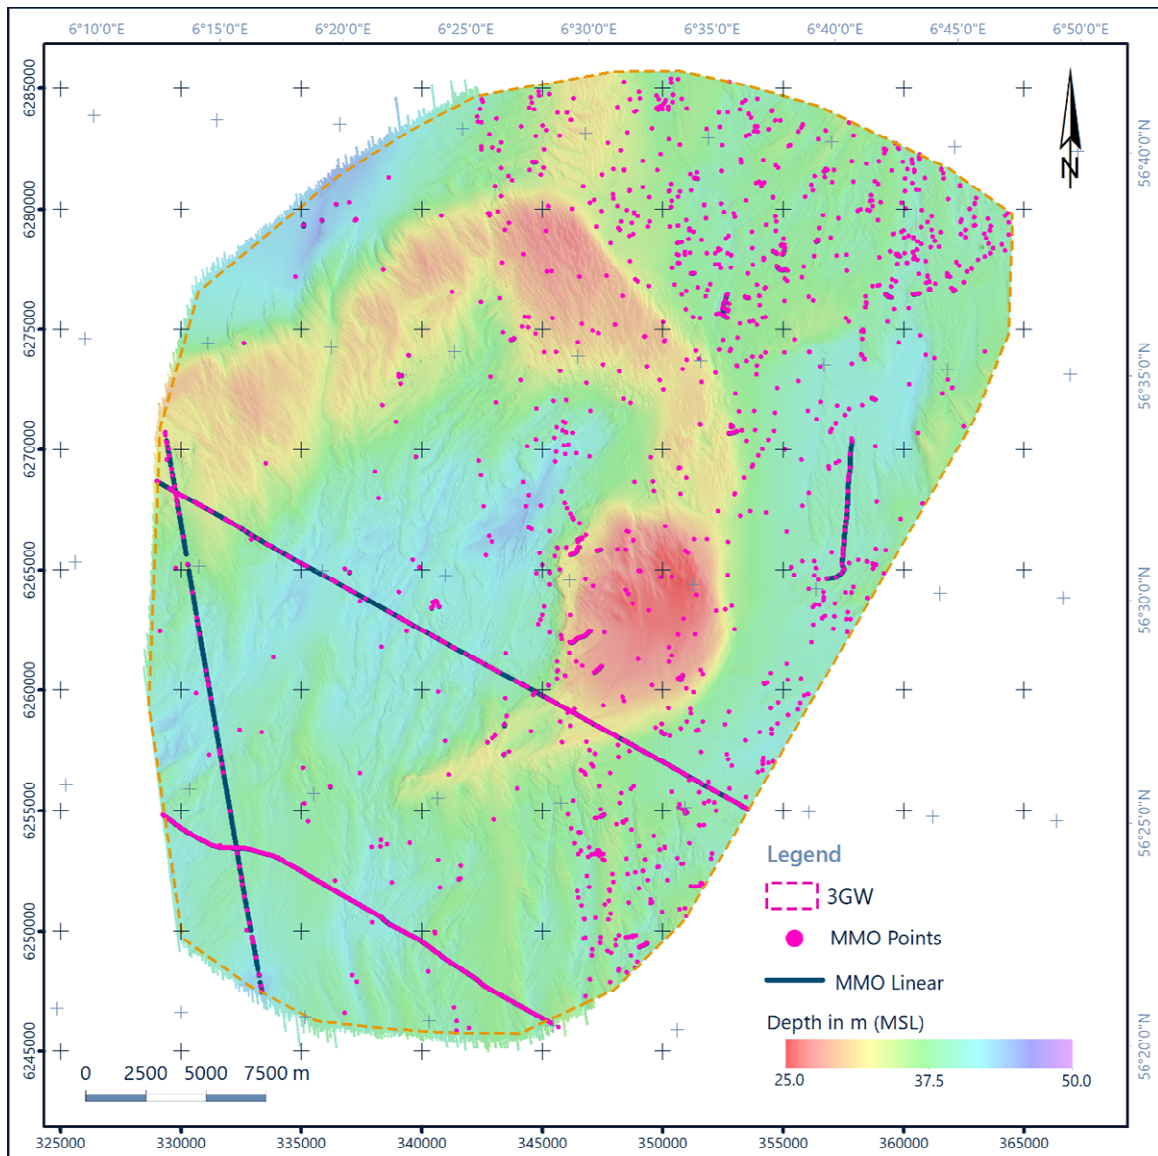 6°10'0"E 6°15'0"E 6°20'0"E 6°25'0"E 6°30'0"E 6°35'0"E 6°40'0"E 6°45'0"E 6°50'0"E
6285000
6280000
6275000
6270000
6265000
6260000
6255000
6250000
6245000
56°40'0"N
56°35'0"N
56°30'0"N
56°25'0"N
56°20'0"N
N
Legend
3GW
MMO Points
MMO Linear
Depth in m (MSL)
25.0 37.5 50.0
0 2500 5000 7500 m
325000 330000 335000 340000 345000 350000 355000 360000 365000